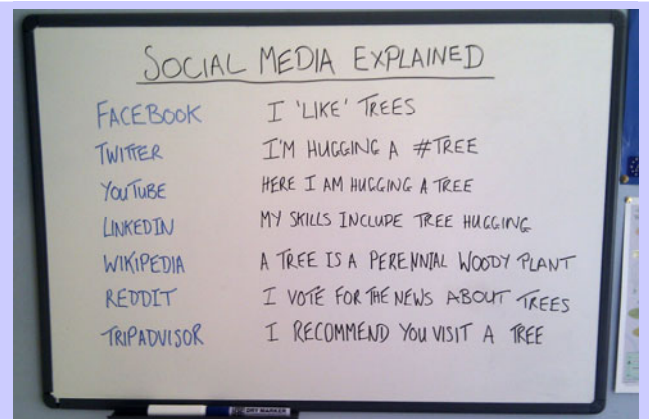 SOCIAL MEDIA EXPLAINED
FACEBOOK I 'LIKE' TREES
TWITTER I'M HUGGING A #TREE
YOUTUBE HERE I AM HUGGING A TREE
LINKEDIN MY SKILLS INCLUDE TREE HUGGING
WIKIPEDIA A TREE IS A PERENNIAL WOODY PLANT
REDDIT I VOTE FOR THE NEWS ABOUT TREES
TRIPADVISOR I RECOMMEND YOU VISIT A TREE
DRY MARKER